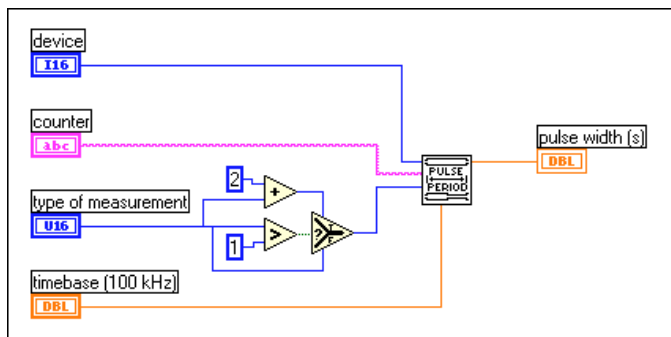 device
I16
counter
abc
type of measurement
U16
2
+
1
>
?
T
F
timebase (100 kHz)
DBL
PULSE
PERIOD
pulse width (s)
DBL